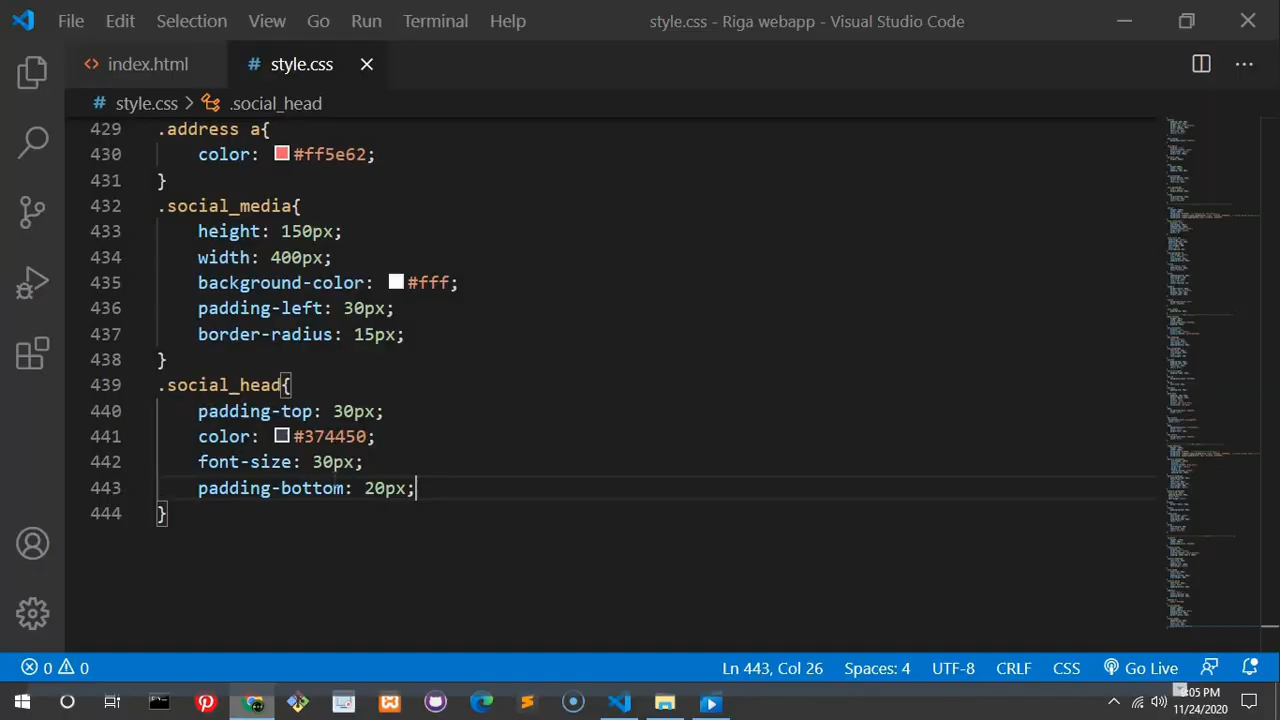 File Edit Selection View Go Run Terminal Help
style.css - Riga webapp - Visual Studio Code
<> index.html
# style.css
# style.css > .social_head
429 .address a{
430 color: #ff5e62;
431 }
432 .social_media{
433 height: 150px;
434 width: 400px;
435 background-color: #fff;
436 padding-left: 30px;
437 border-radius: 15px;
438 }
439 .social_head{
440 padding-top: 30px;
441 color: #374450;
442 font-size: 30px;
443 padding-bottom: 20px;
444 }
0 0 Ln 443, Col 26 Spaces: 4 UTF-8 CRLF CSS Go Live
:05 PM
11/24/2020